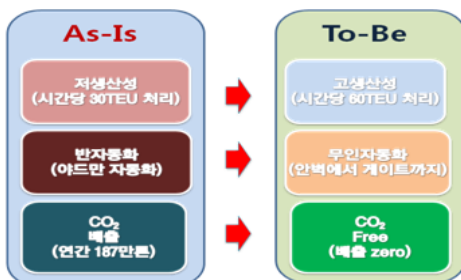 As-Is
To-Be
저생산성
(시간당 30TEU 처리)
고생산성
(시간당 60TEU 처리)
반자동화
(야드만 자동화)
무인자동화
(안벽에서 게이트까지)
CO₂
배출
(연간 187만톤)
CO₂
Free
(배출 zero)